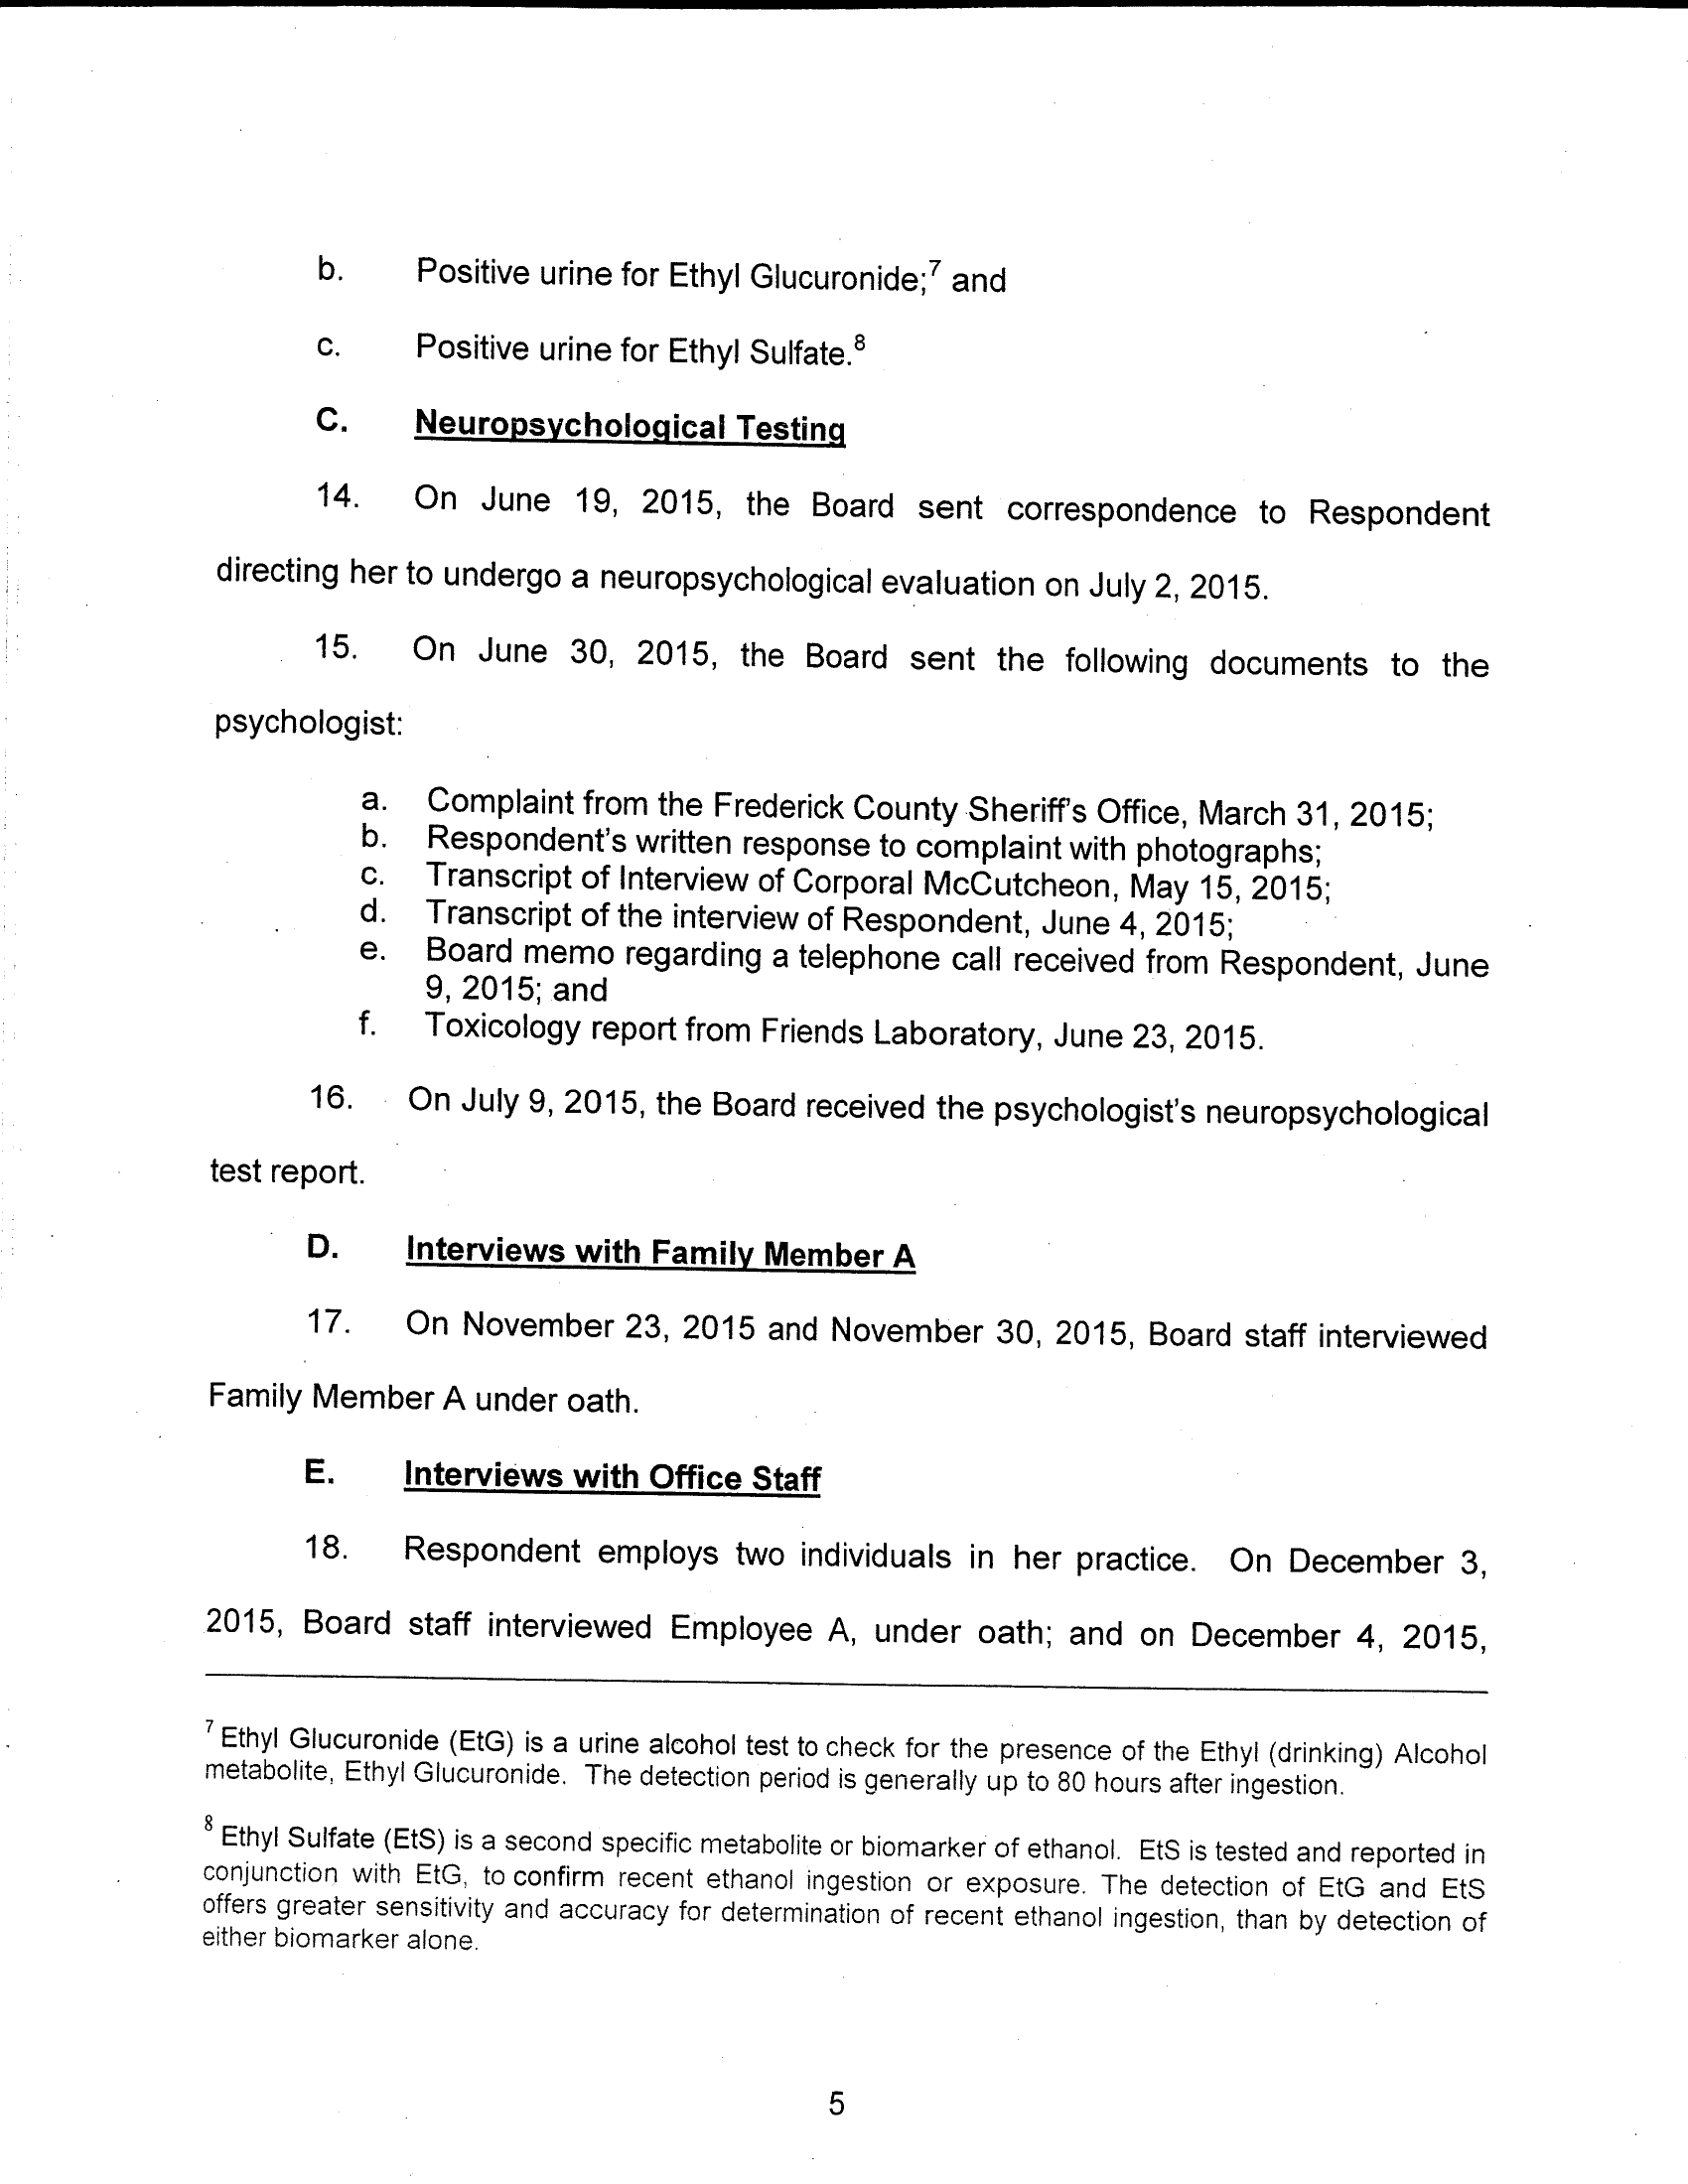 b. Positive urine for Ethyl Glucuronide;⁷ and
c. Positive urine for Ethyl Sulfate.⁸
C. Neuropsychological Testing
14. On June 19, 2015, the Board sent correspondence to Respondent
directing her to undergo a neuropsychological evaluation on July 2, 2015.
15. On June 30, 2015, the Board sent the following documents to the
psychologist:
a. Complaint from the Frederick County Sheriff's Office, March 31, 2015;
b. Respondent's written response to complaint with photographs;
c. Transcript of Interview of Corporal McCutcheon, May 15, 2015;
d. Transcript of the interview of Respondent, June 4, 2015;
e. Board memo regarding a telephone call received from Respondent, June
9, 2015; and
f. Toxicology report from Friends Laboratory, June 23, 2015.
16. On July 9, 2015, the Board received the psychologist's neuropsychological
test report.
D. Interviews with Family Member A
17. On November 23, 2015 and November 30, 2015, Board staff interviewed
Family Member A under oath.
E. Interviews with Office Staff
18. Respondent employs two individuals in her practice. On December 3,
2015, Board staff interviewed Employee A, under oath; and on December 4, 2015,
⁷ Ethyl Glucuronide (EtG) is a urine alcohol test to check for the presence of the Ethyl (drinking) Alcohol
metabolite, Ethyl Glucuronide. The detection period is generally up to 80 hours after ingestion.
⁸ Ethyl Sulfate (EtS) is a second specific metabolite or biomarker of ethanol. EtS is tested and reported in
conjunction with EtG, to confirm recent ethanol ingestion or exposure. The detection of EtG and EtS
offers greater sensitivity and accuracy for determination of recent ethanol ingestion, than by detection of
either biomarker alone.
5